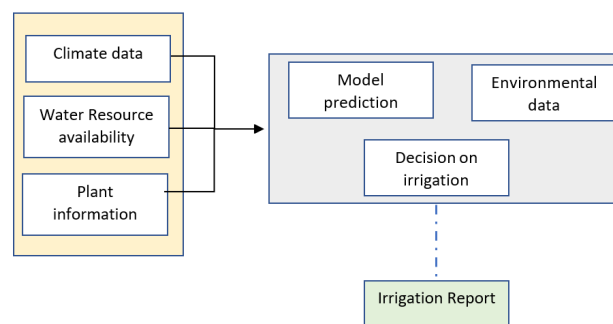 Climate data
Water Resource
availability
Plant
information
Model
prediction
Environmental
data
Decision on
irrigation
Irrigation Report